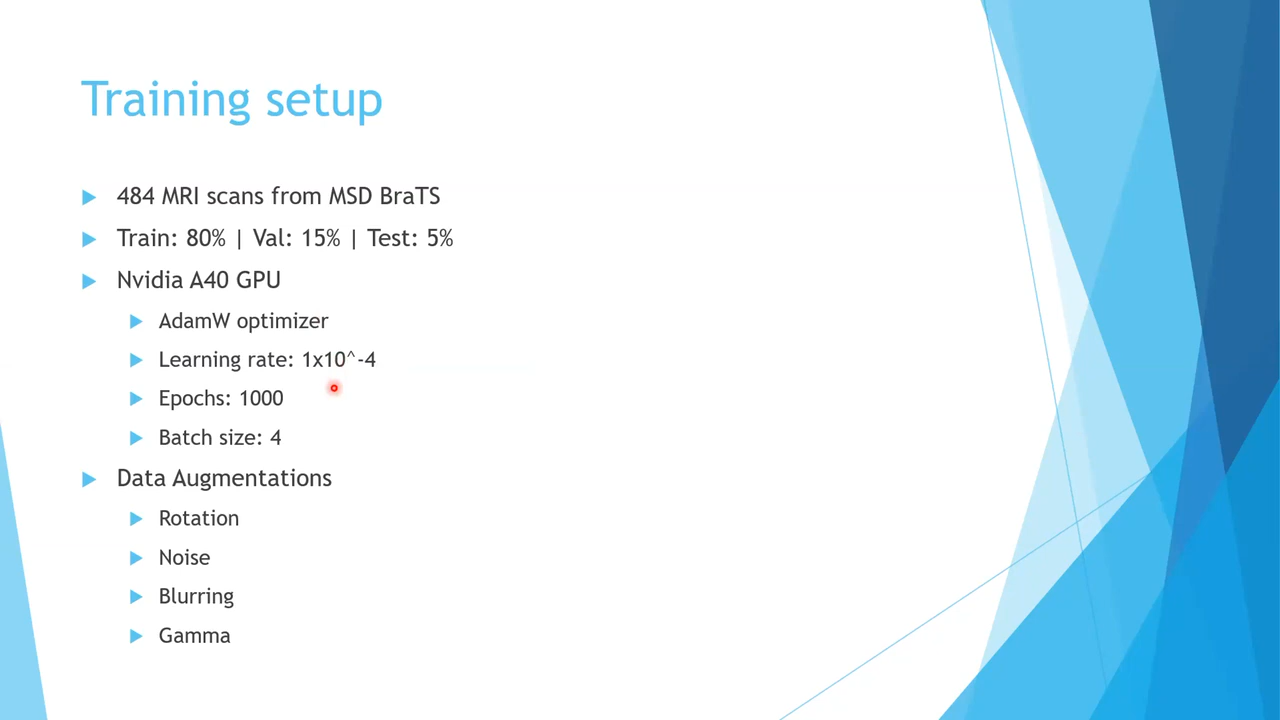 Training setup
484 MRI scans from MSD BraTS
Train: 80% | Val: 15% | Test: 5%
Nvidia A40 GPU
AdamW optimizer
Learning rate: 1x10^-4
Epochs: 1000
Batch size: 4
Data Augmentations
Rotation
Noise
Blurring
Gamma